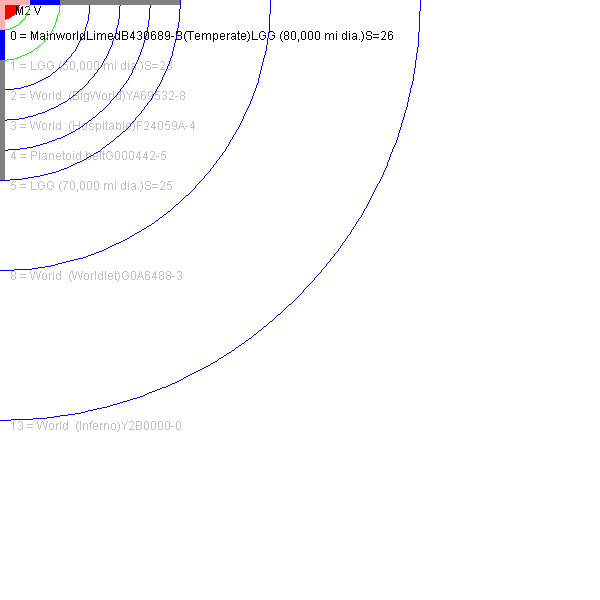 M2 V
0 = MainworldLimedB430689-B(Temperate)LGG (80,000 mi dia.)S=26
1 = LGG (50,000 mi dia.)S=23
2 = World  (BigWorld)YA69532-8
3 = World  (Hospitable)F24059A-4
4 = Planetoid beltG000442-5
5 = LGG (70,000 mi dia.)S=25
8 = World  (Worldlet)G0A6488-3
13 = World  (Inferno)Y2B0000-0